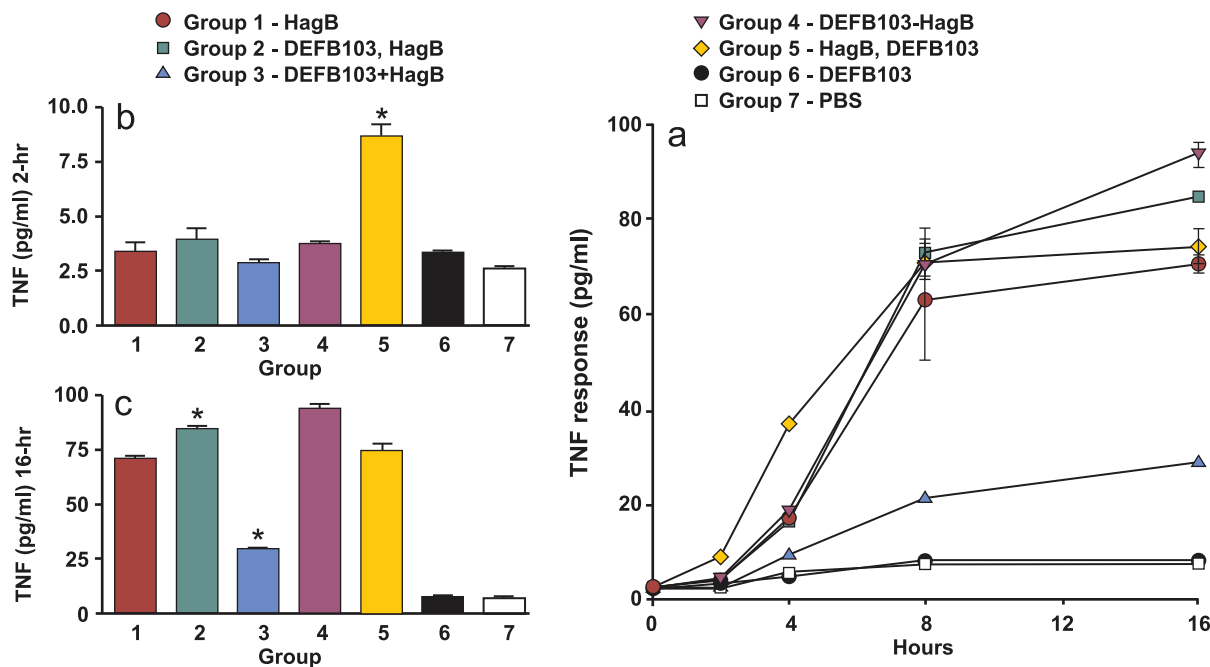 Group 1 - HagB
Group 2 - DEFB103, HagB
Group 3 - DEFB103+HagB
Group 4 - DEFB103-HagB
Group 5 - HagB, DEFB103
Group 6 - DEFB103
Group 7 - PBS
b
TNF (pg/ml) 2-hr
10.0
7.5
5.0
2.5
0.0
*
1 2 3 4 5 6 7
Group
c
TNF (pg/ml) 16-hr
100
75
50
25
0
* *
1 2 3 4 5 6 7
Group
a
TNF response (pg/ml)
100
80
60
40
20
0
0 4 8 12 16
Hours